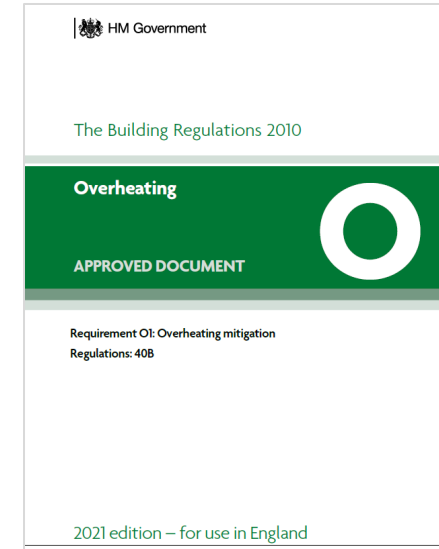 HM Government
The Building Regulations 2010
Overheating
O
APPROVED DOCUMENT
Requirement O1: Overheating mitigation
Regulations: 40B
2021 edition – for use in England